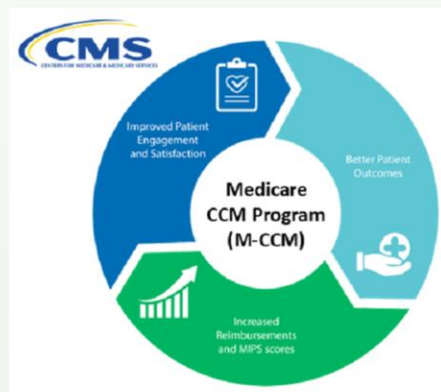 CMS
CENTERS FOR MEDICARE & MEDICAID SERVICES
Improved Patient
Engagement
and Satisfaction
Better Patient
Outcomes
Medicare
CCM Program
(M-CCM)
Increased
Reimbursements
and MIPS scores